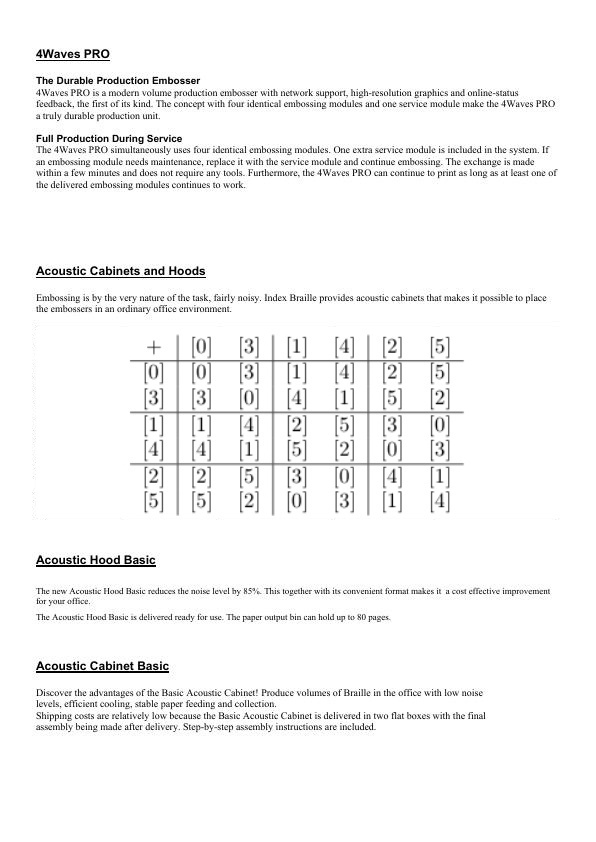 4Waves PRO
The Durable Production Embosser
4Waves PRO is a modern volume production embosser with network support, high-resolution graphics and online-status
feedback, the first of its kind. The concept with four identical embossing modules and one service module make the 4Waves PRO
a truly durable production unit.
Full Production During Service
The 4Waves PRO simultaneously uses four identical embossing modules. One extra service module is included in the system. If
an embossing module needs maintenance, replace it with the service module and continue embossing. The exchange is made
within a few minutes and does not require any tools. Furthermore, the 4Waves PRO can continue to print as long as at least one of
the delivered embossing modules continues to work.
Acoustic Cabinets and Hoods
Embossing is by the very nature of the task, fairly noisy. Index Braille provides acoustic cabinets that makes it possible to place
the embossers in an ordinary office environment.
+ [0] [3] [1] [4] [2] [5]
[0] [0] [3] [1] [4] [2] [5]
[3] [3] [0] [4] [1] [5] [2]
[1] [1] [4] [2] [5] [3] [0]
[4] [4] [1] [5] [2] [0] [3]
[2] [2] [5] [3] [0] [4] [1]
[5] [5] [2] [0] [3] [1] [4]
Acoustic Hood Basic
The new Acoustic Hood Basic reduces the noise level by 85%. This together with its convenient format makes it a cost effective improvement
for your office.
The Acoustic Hood Basic is delivered ready for use. The paper output bin can hold up to 80 pages.
Acoustic Cabinet Basic
Discover the advantages of the Basic Acoustic Cabinet! Produce volumes of Braille in the office with low noise
levels, efficient cooling, stable paper feeding and collection.
Shipping costs are relatively low because the Basic Acoustic Cabinet is delivered in two flat boxes with the final
assembly being made after delivery. Step-by-step assembly instructions are included.